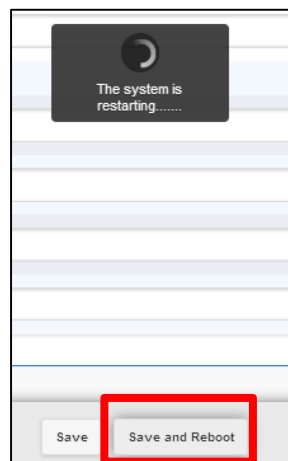 The system is
restarting.......
Save
Save and Reboot